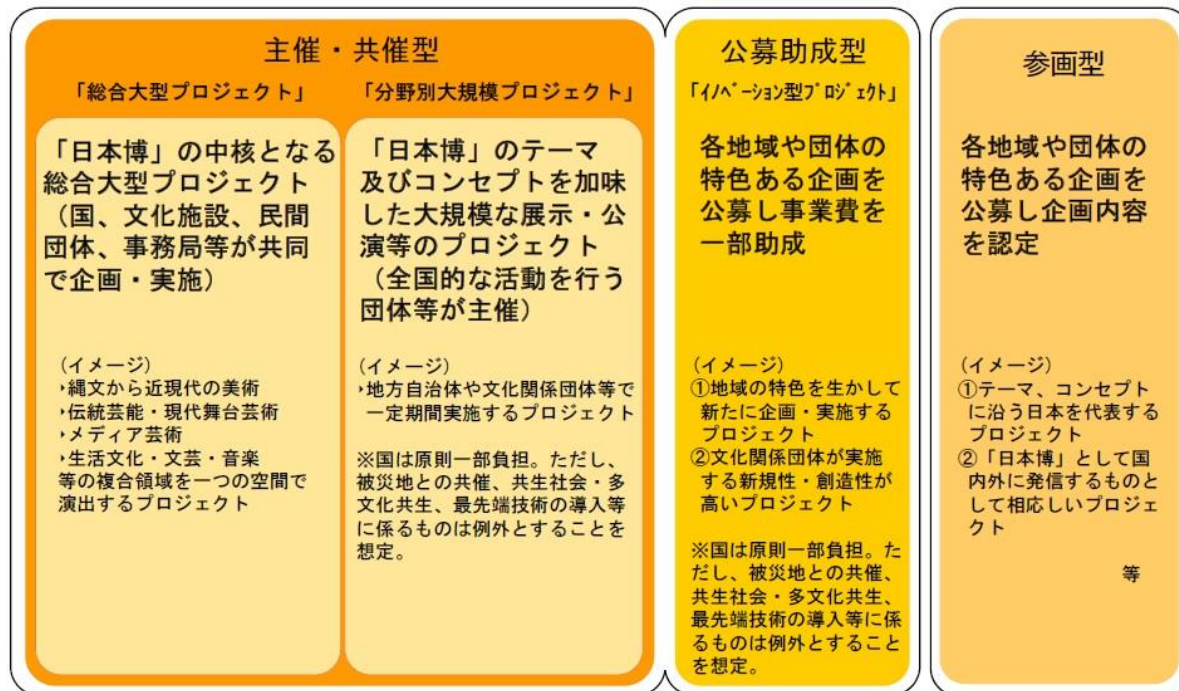 主催・共催型
「総合大型プロジェクト」
「日本博」の中核となる
総合大型プロジェクト
（国、文化施設、民間
団体、事務局等が共同
で企画・実施）
（イメージ）
・縄文から近現代の美術
・伝統芸能・現代舞台芸術
・メディア芸術
・生活文化・文芸・音楽
等の複合領域を一つの空間で
演出するプロジェクト
「分野別大規模プロジェクト」
「日本博」のテーマ
及びコンセプトを加味
した大規模な展示・公
演等のプロジェクト
（全国的な活動を行う
団体等が主催）
（イメージ）
・地方自治体や文化関係団体等で
一定期間実施するプロジェクト
※国は原則一部負担。ただし、
被災地との共催、共生社会・多
文化共生、最先端技術の導入等
に係るものは例外とすることを
想定。
公募助成型
「ｲﾉﾍﾞｰｼｮﾝ型ﾌﾟﾛｼﾞｪｸﾄ」
各地域や団体の
特色ある企画を
公募し事業費を
一部助成
（イメージ）
①地域の特色を生かして
新たに企画・実施する
プロジェクト
②文化関係団体が実施
する新規性・創造性が
高いプロジェクト
※国は原則一部負担。た
だし、被災地との共催、
共生社会・多文化共生、
最先端技術の導入等に係
るものは例外とすること
を想定。
参画型
各地域や団体の
特色ある企画を
公募し企画内容
を認定
（イメージ）
①テーマ、コンセプト
に沿う日本を代表する
プロジェクト
②「日本博」として国
内外に発信するものと
して相応しいプロジェ
クト
等